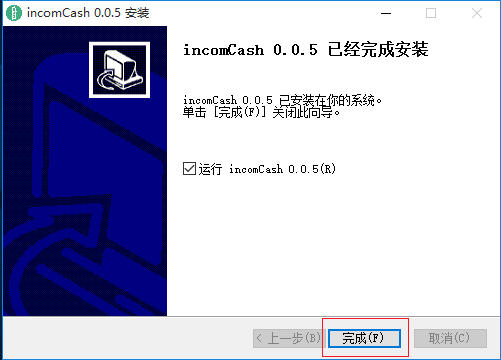 incomCash 0.0.5 安装
incomCash 0.0.5 已经完成安装
incomCash 0.0.5 已安装在你的系统。
单击 [完成(F)] 关闭此向导。
运行 incomCash 0.0.5(R)
< 上一步(B) 完成(F) 取消(C)